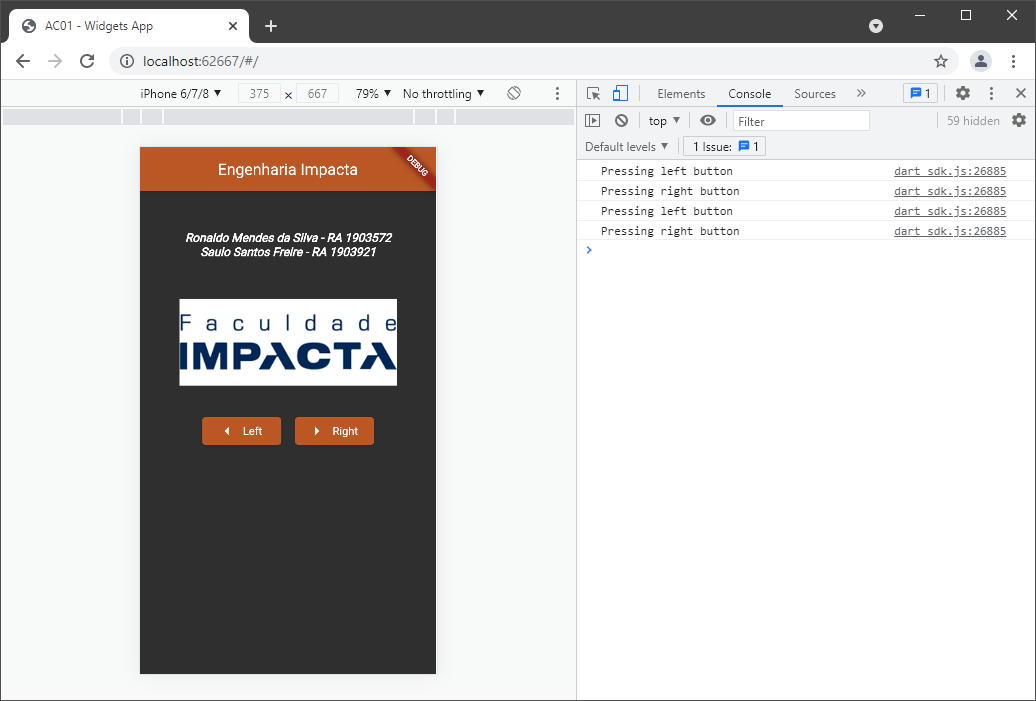 AC01 - Widgets App
localhost:62667/#/
iPhone 6/7/8 ▼ 375 × 667 79% ▼ No throttling ▼
Elements Console Sources » 1
top ▼ Filter 59 hidden
Default levels ▼ 1 Issue: 1
Engenharia Impacta
DEBUG
Ronaldo Mendes da Silva - RA 1903572
Saulo Santos Freire - RA 1903921
Faculdade
IMPACTA
Left Right
Pressing left button dart_sdk.js:26885
Pressing right button dart_sdk.js:26885
Pressing left button dart_sdk.js:26885
Pressing right button dart_sdk.js:26885